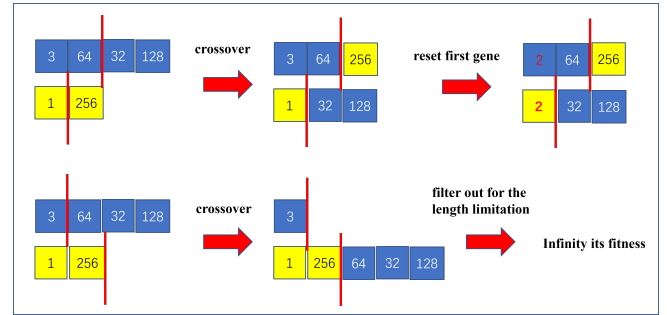 crossover
reset first gene
3 64 32 128
3 64 256
2 64 256
1 256
1 32 128
2 32 128
crossover
filter out for the
length limitation
3 64 32 128
3
1 256
1 256 64 32 128
Infinity its fitness